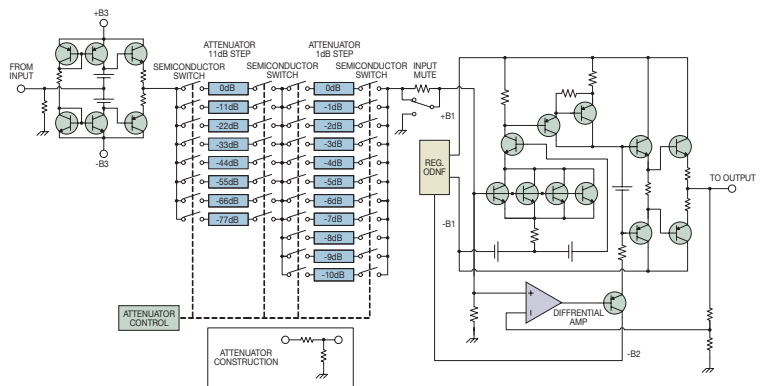 +B3
FROM
INPUT
-B3
SEMICONDUCTOR
SWITCH
ATTENUATOR
11dB STEP
SEMICONDUCTOR
SWITCH
ATTENUATOR
1dB STEP
SEMICONDUCTOR
SWITCH
INPUT
MUTE
0dB
-11dB
-22dB
-33dB
-44dB
-55dB
-66dB
-77dB
0dB
-1dB
-2dB
-3dB
-4dB
-5dB
-6dB
-7dB
-8dB
-9dB
-10dB
+B1
REG.
ODNF
-B1
TO OUTPUT
+
−
DIFFRENTIAL
AMP
-B2
ATTENUATOR
CONTROL
ATTENUATOR
CONSTRUCTION